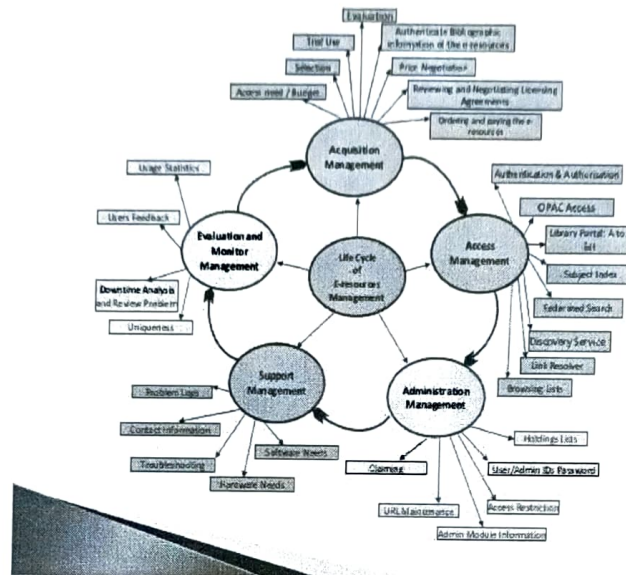 Evaluation
Authenticate Bibliographic
information of the e-resources
Trial Use
Selection
Price Negotiation
Access need / Budget
Reviewing and Negotiating Licensing
Agreements
Ordering and paying the e-
resources
Acquisition
Management
Usage Statistics
Authentication & Authorisation
Users Feedback
OPAC Access
Evaluation and
Monitor
Management
Life Cycle
of
E-resources
Management
Access
Management
Library Portal: A to
Subject Index
Downtime Analysis
and Review Problem
Federated Search
Uniqueness
Discovery Service
Link Resolver
Browsing Lists
Support
Management
Administration
Management
Problem Logs
Contact Information
Software Needs
Troubleshooting
Hardware Needs
Claiming
Holdings Lists
User/Admin IDs Password
URL Maintenance
Access Restriction
Admin Module Information